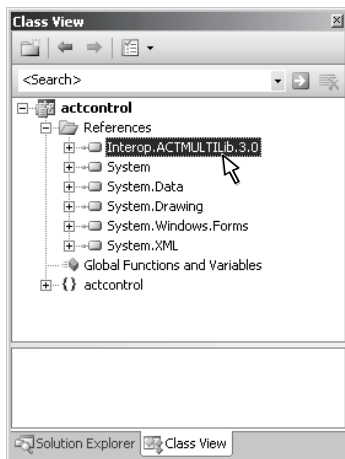 Class View
<Search>
actcontrol
References
Interop.ACTMULTILib.3.0
System
System.Data
System.Drawing
System.Windows.Forms
System.XML
Global Functions and Variables
{} actcontrol
Solution Explorer Class View